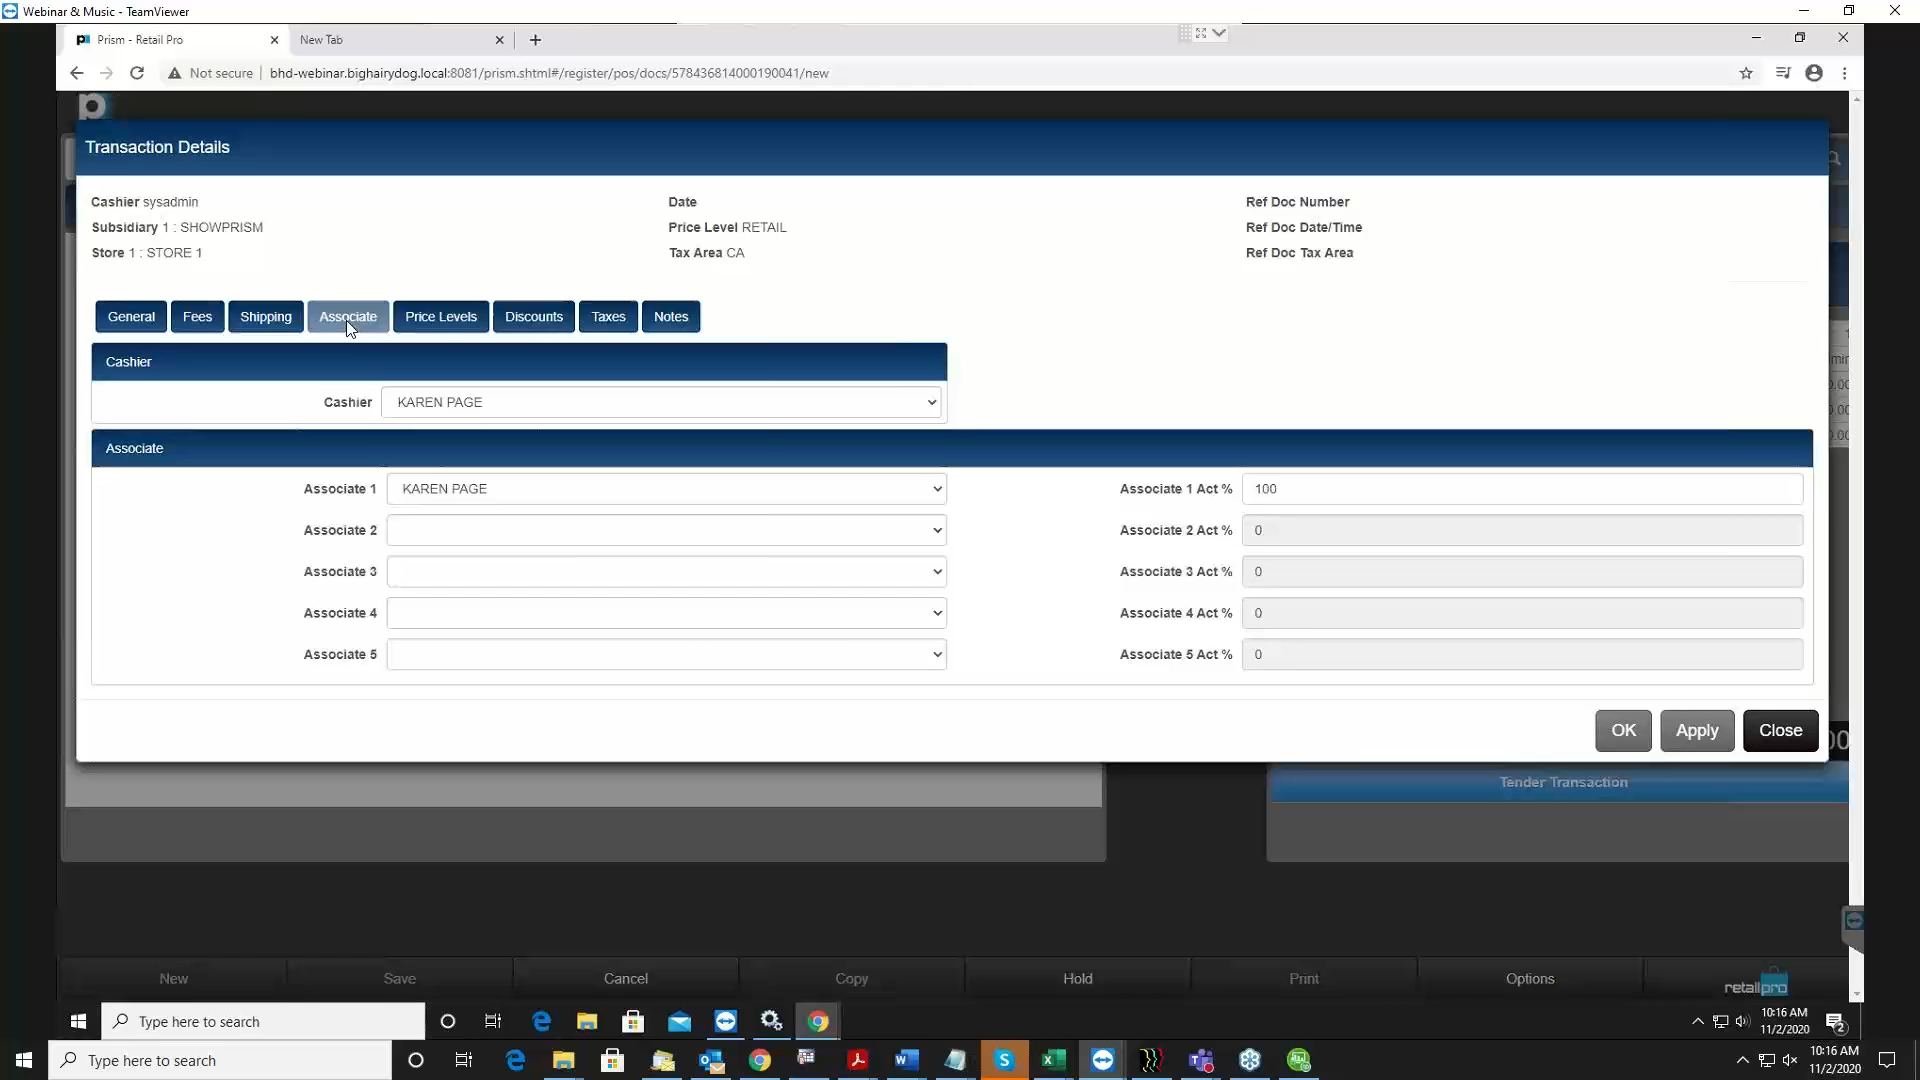 Webinar & Music - TeamViewer
Prism - Retail Pro
New Tab
Not secure
bhd-webinar.bighairydog.local:8081/prism.shtml#/register/pos/docs/578436814000190041/new
Transaction Details
Cashier sysadmin
Date
Ref Doc Number
Subsidiary 1 : SHOWPRISM
Price Level RETAIL
Ref Doc Date/Time
Store 1 : STORE 1
Tax Area CA
Ref Doc Tax Area
General
Fees
Shipping
Associate
Price Levels
Discounts
Taxes
Notes
Cashier
Cashier
KAREN PAGE
Associate
Associate 1
KAREN PAGE
Associate 1 Act %
100
Associate 2
Associate 2 Act %
0
Associate 3
Associate 3 Act %
0
Associate 4
Associate 4 Act %
0
Associate 5
Associate 5 Act %
0
OK
Apply
Close
Tender Transaction
New
Save
Cancel
Copy
Hold
Print
Options
retailpro
Type here to search
10:16 AM
11/2/2020
2
Type here to search
10:16 AM
11/2/2020